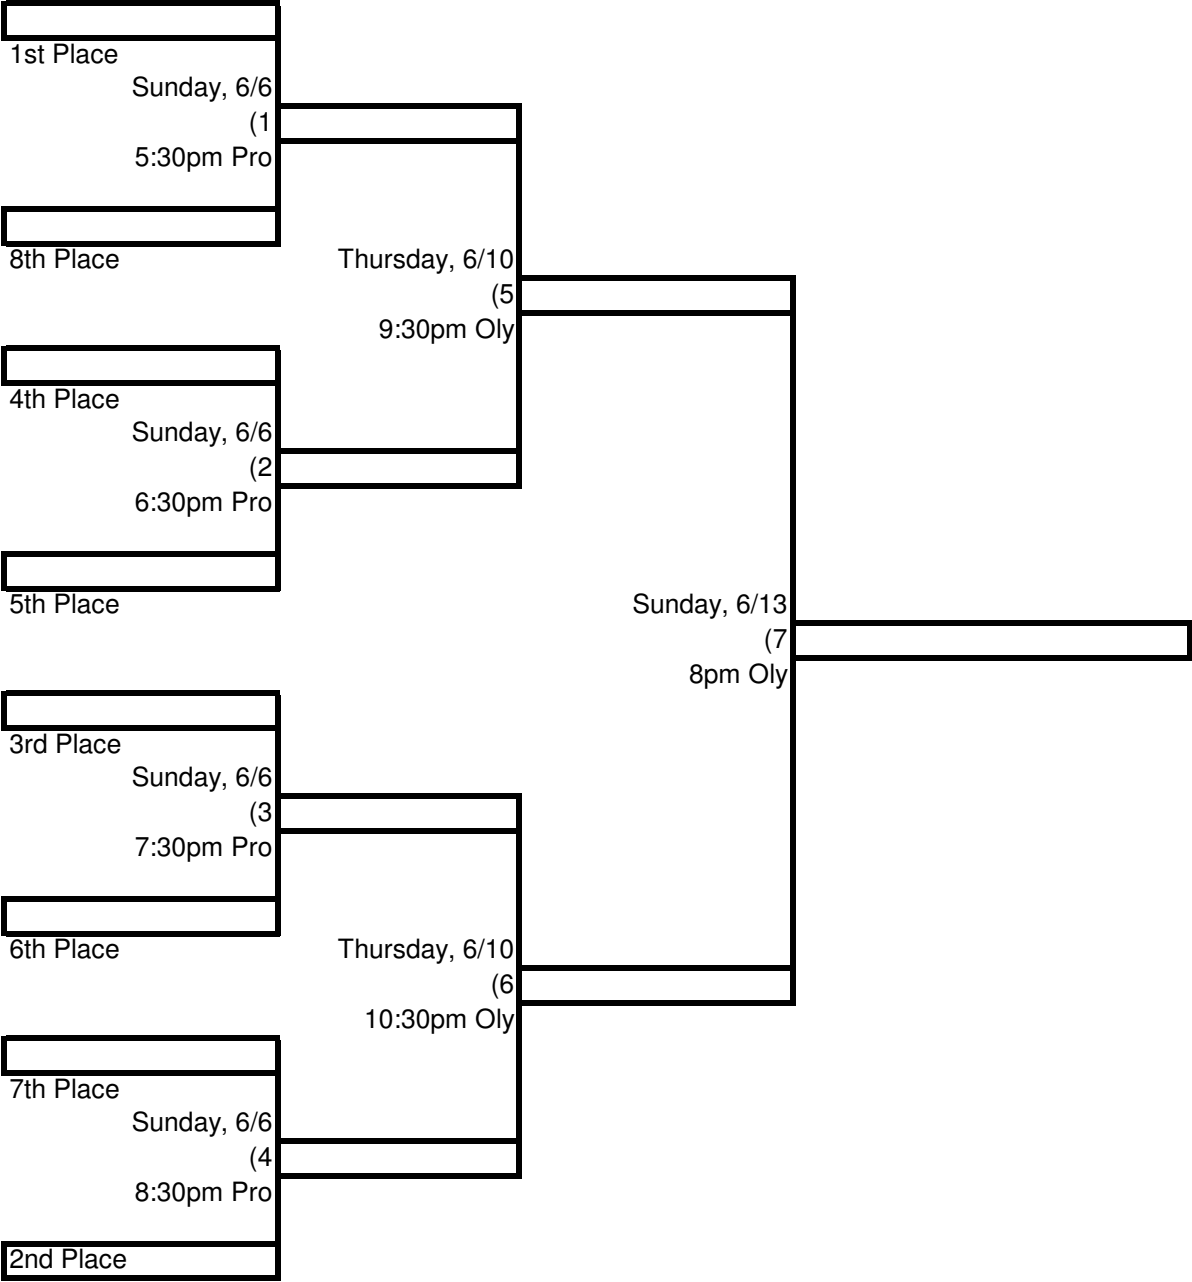 1st Place
Sunday, 6/6
(1
5:30pm Pro
8th Place
Thursday, 6/10
(5
9:30pm Oly
4th Place
Sunday, 6/6
(2
6:30pm Pro
5th Place
Sunday, 6/13
(7
8pm Oly
3rd Place
Sunday, 6/6
(3
7:30pm Pro
6th Place
Thursday, 6/10
(6
10:30pm Oly
7th Place
Sunday, 6/6
(4
8:30pm Pro
2nd Place